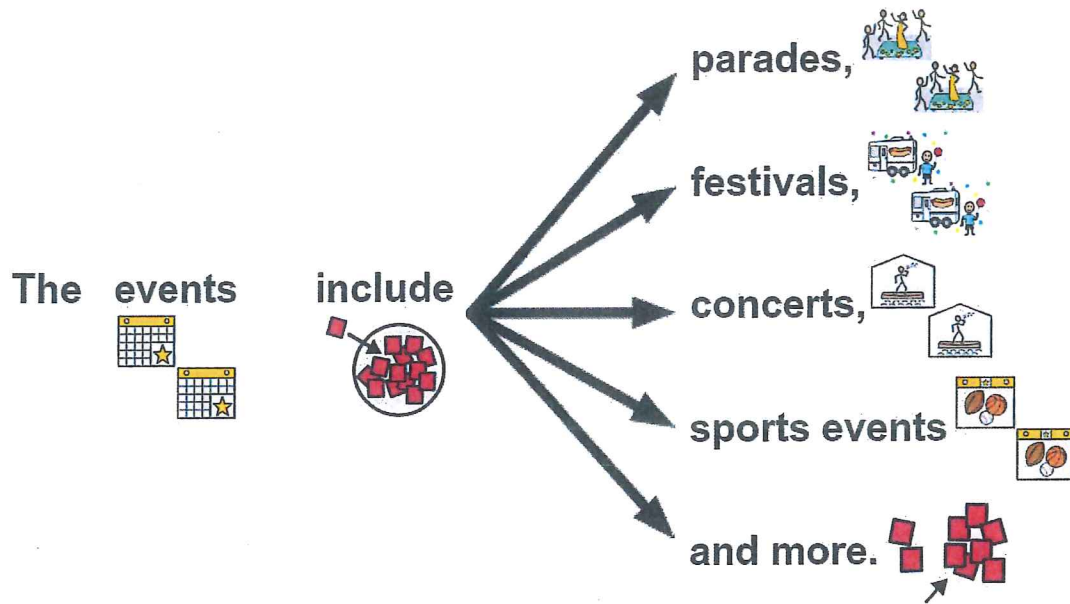 The events include
parades,
festivals,
concerts,
sports events
and more.